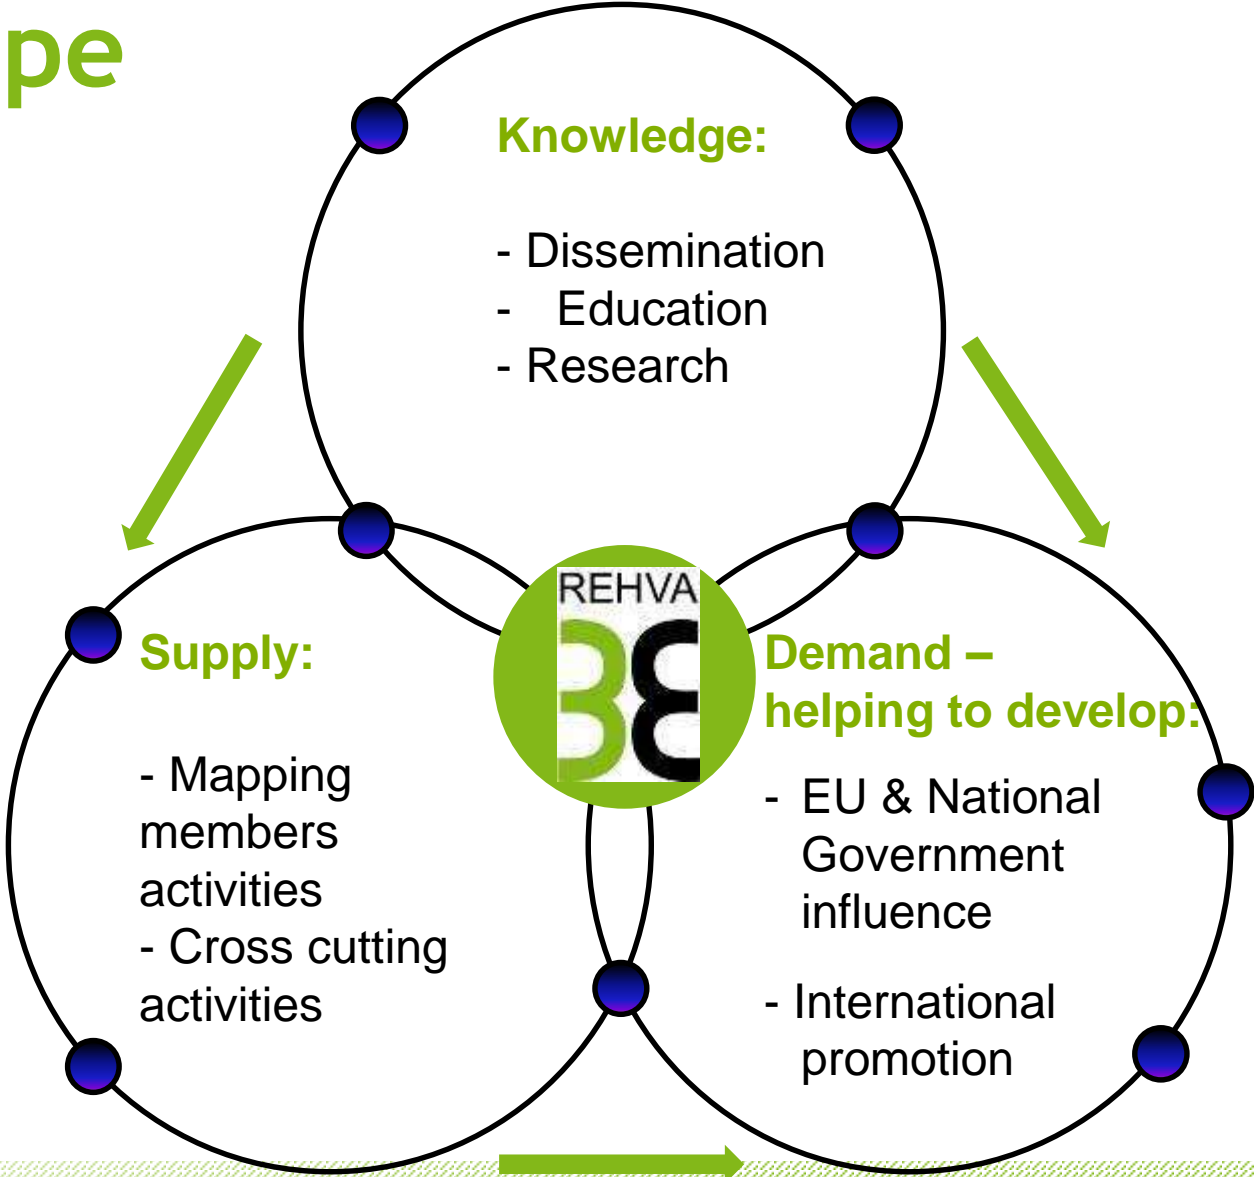 pe
Knowledge:
- Dissemination
- Education
- Research
REHVA
Supply:
- Mapping
members
activities
- Cross cutting
activities
Demand –
helping to develop:
- EU & National
Government
influence
- International
promotion